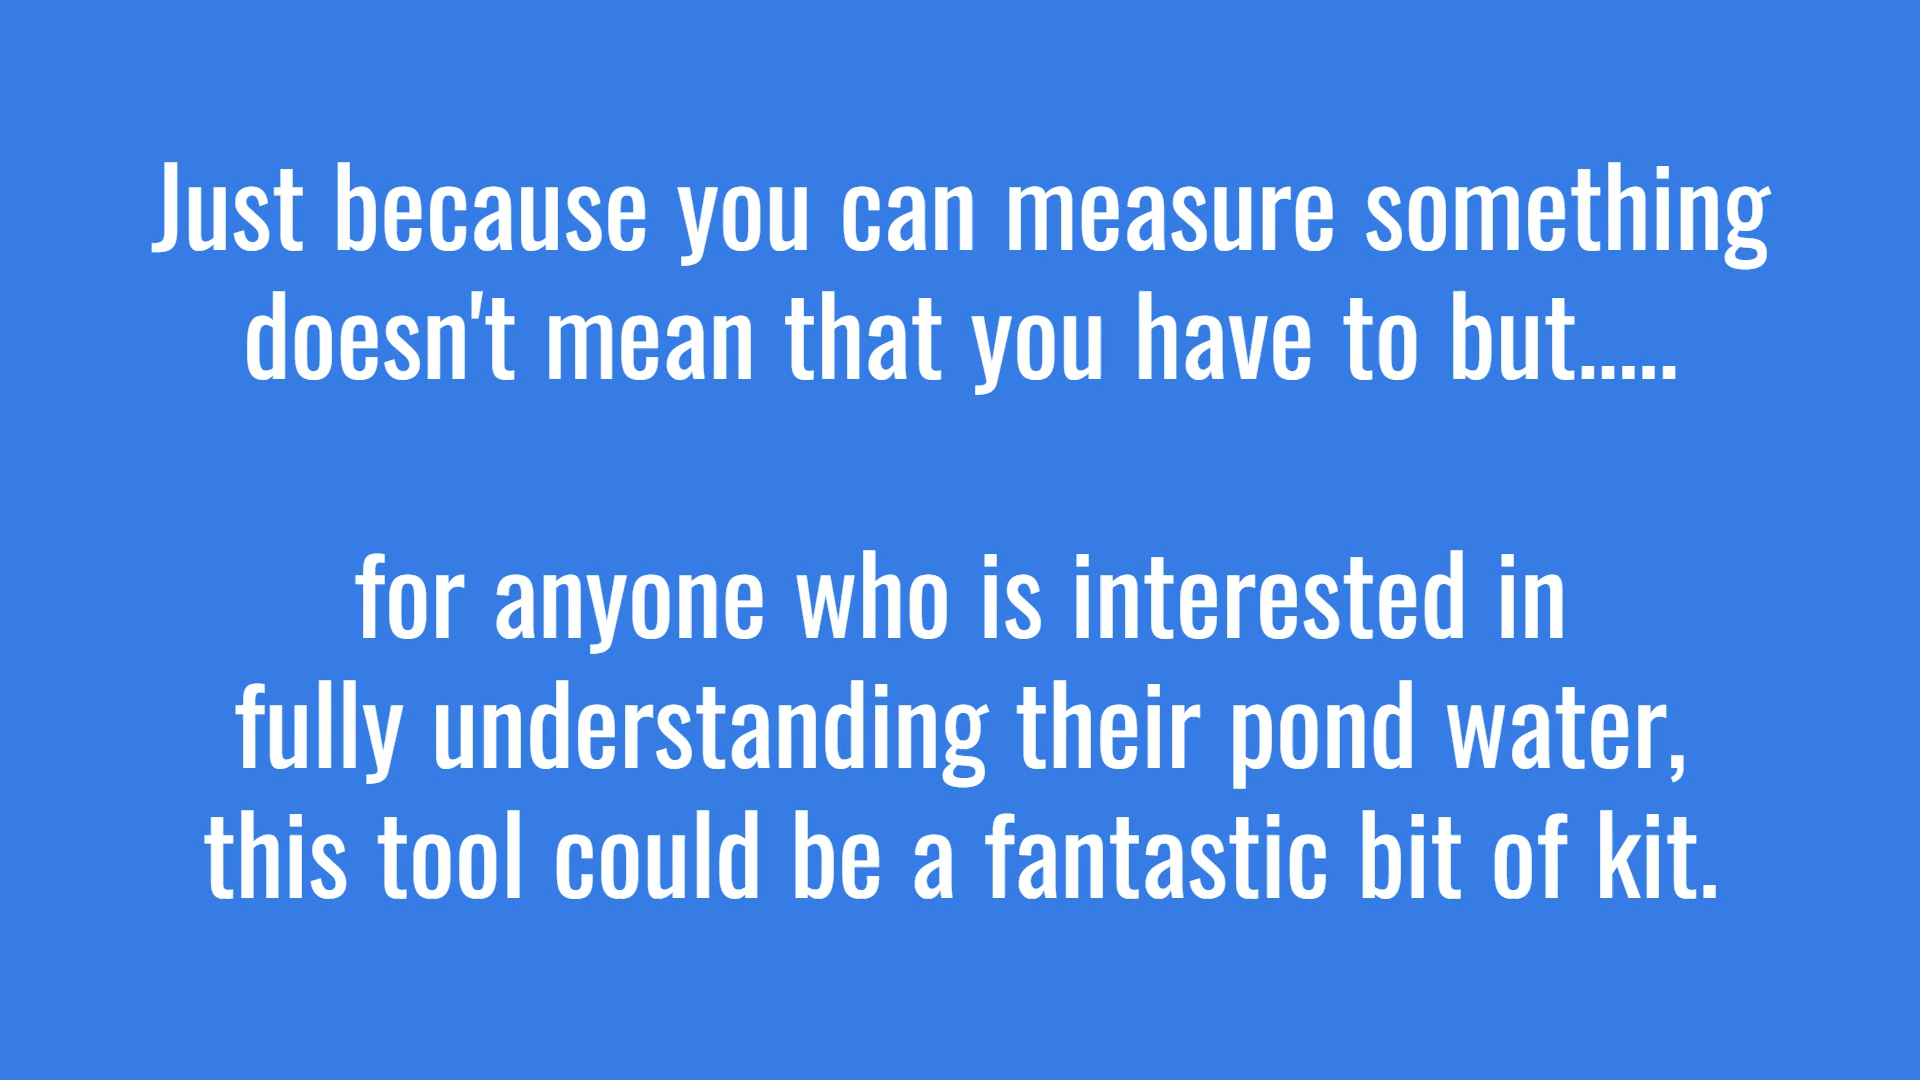 Just because you can measure something
doesn't mean that you have to but.....
for anyone who is interested in
fully understanding their pond water,
this tool could be a fantastic bit of kit.